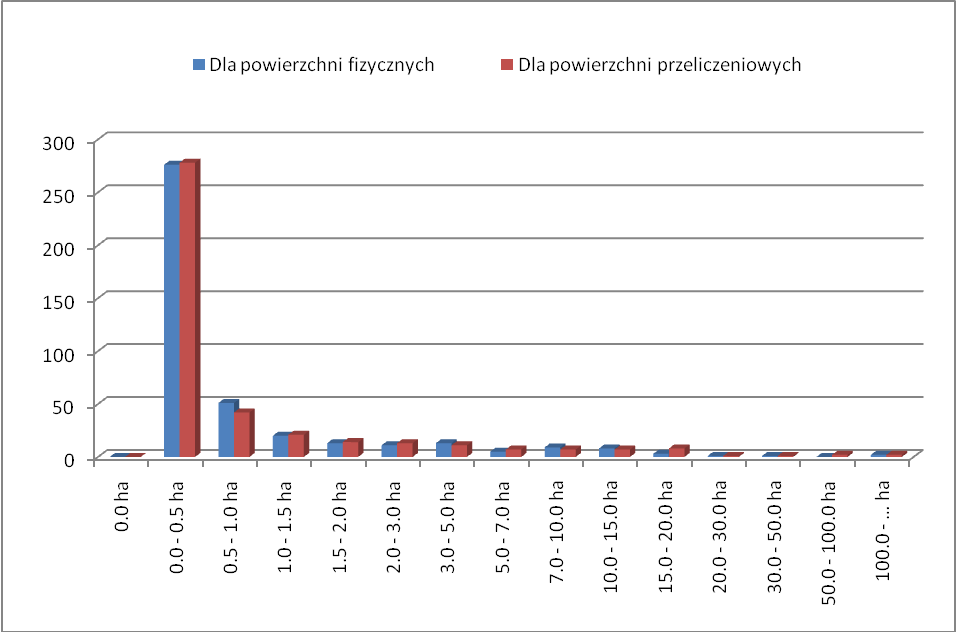 Dla powierzchni fizycznych
Dla powierzchni przeliczeniowych
300
250
200
150
100
50
0
0.0 ha
0.0 - 0.5 ha
0.5 - 1.0 ha
1.0 - 1.5 ha
1.5 - 2.0 ha
2.0 - 3.0 ha
3.0 - 5.0 ha
5.0 - 7.0 ha
7.0 - 10.0 ha
10.0 - 15.0 ha
15.0 - 20.0 ha
20.0 - 30.0 ha
30.0 - 50.0 ha
50.0 - 100.0 ha
100.0 - ... ha